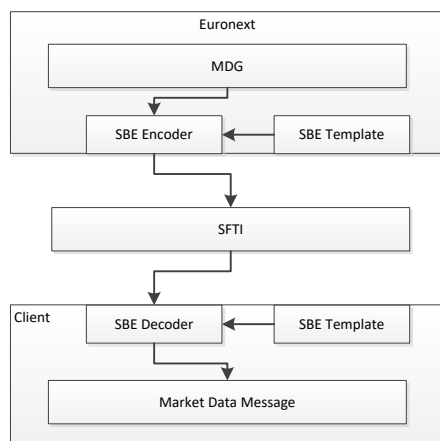 Euronext
MDG
SBE Encoder
SBE Template
SFTI
Client
SBE Decoder
SBE Template
Market Data Message